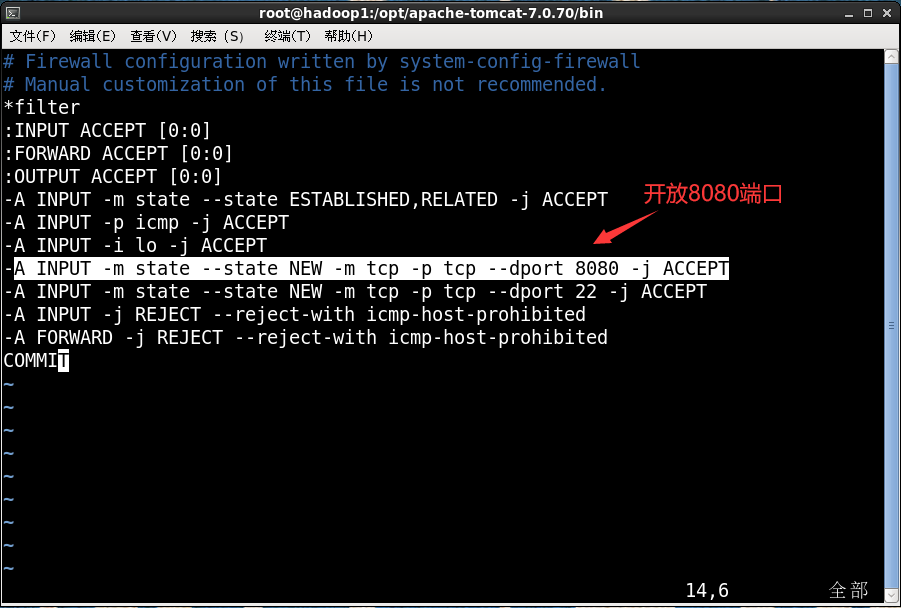 root@hadoop1:/opt/apache-tomcat-7.0.70/bin
文件(F) 编辑(E) 查看(V) 搜索 (S) 终端(T) 帮助(H)
# Firewall configuration written by system-config-firewall
# Manual customization of this file is not recommended.
*filter
:INPUT ACCEPT [0:0]
:FORWARD ACCEPT [0:0]
:OUTPUT ACCEPT [0:0]
-A INPUT -m state --state ESTABLISHED,RELATED -j ACCEPT
开放8080端口
-A INPUT -p icmp -j ACCEPT
-A INPUT -i lo -j ACCEPT
-A INPUT -m state --state NEW -m tcp -p tcp --dport 8080 -j ACCEPT
-A INPUT -m state --state NEW -m tcp -p tcp --dport 22 -j ACCEPT
-A INPUT -j REJECT --reject-with icmp-host-prohibited
-A FORWARD -j REJECT --reject-with icmp-host-prohibited
COMMIT
~
~
~
~
~
~
~
~
~
14,6 全部